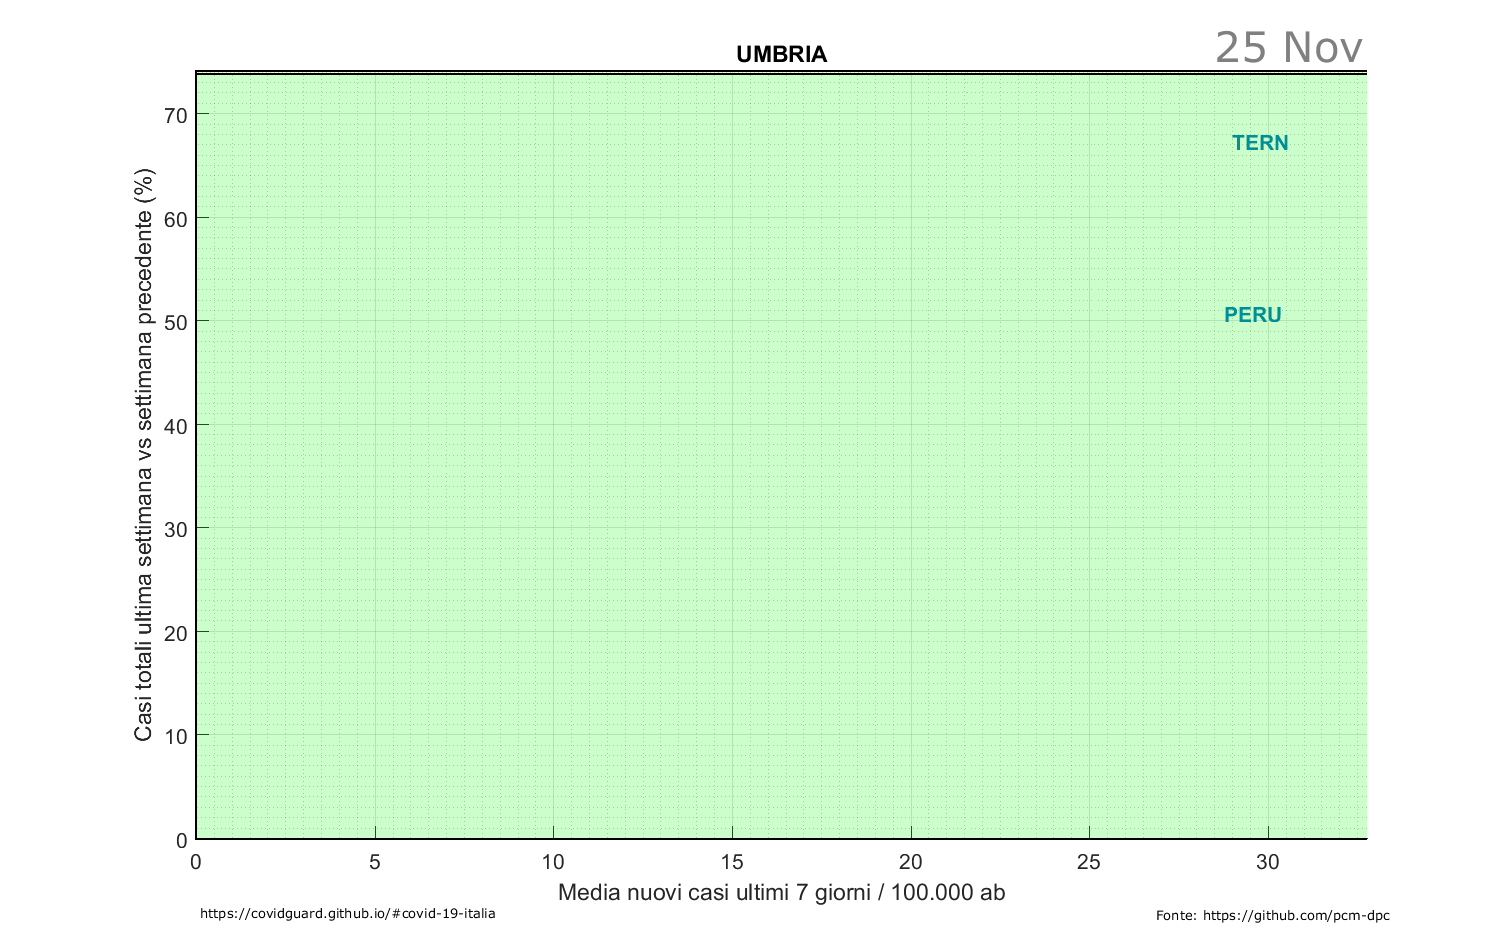 UMBRIA
25 Nov
Casi totali ultima settimana vs settimana precedente (%)
70
60
50
40
30
20
10
0
TERN
PERU
0 5 10 15 20 25 30
Media nuovi casi ultimi 7 giorni / 100.000 ab
https://covidguard.github.io/#covid-19-italia
Fonte: https://github.com/pcm-dpc